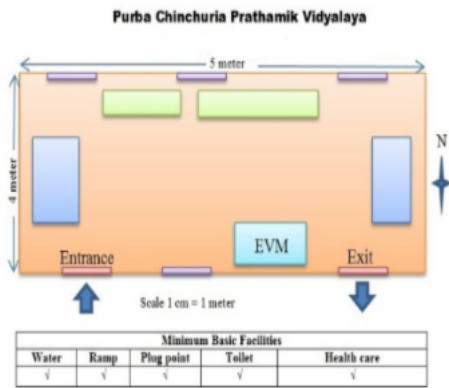 Purba Chinchuria Prathamik Vidyalaya
5 meter
4 meter
N
Entrance
EVM
Exit
Scale 1 cm = 1 meter
Minimum Basic Facilities
Water Ramp Plug point Toilet Health care
√ √ √ √ √